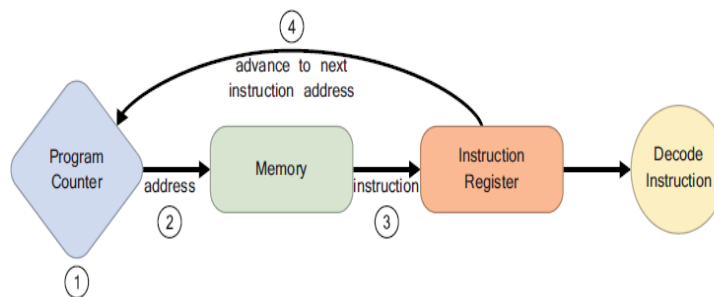 4
advance to next
instruction address
Program
Counter
address
2
Memory
instruction
3
Instruction
Register
Decode
Instruction
1